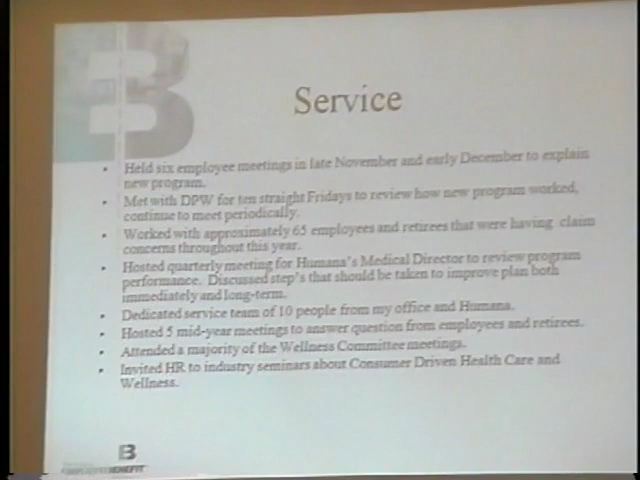 Service
• Held six employee meetings in late November and early December to explain
new program.
• Met with DPW for ten straight Fridays to review how new program worked,
continue to meet periodically.
• Worked with approximately 65 employees and retirees that were having claim
concerns throughout this year.
• Hosted quarterly meeting for Humana's Medical Director to review program
performance. Discussed step's that should be taken to improve plan both
immediately and long-term.
• Dedicated service team of 10 people from my office and Humana.
• Hosted 5 mid-year meetings to answer question from employees and retirees.
• Attended a majority of the Wellness Committee meetings.
• Invited HR to industry seminars about Consumer Driven Health Care and
Wellness.
B
BENEFIT